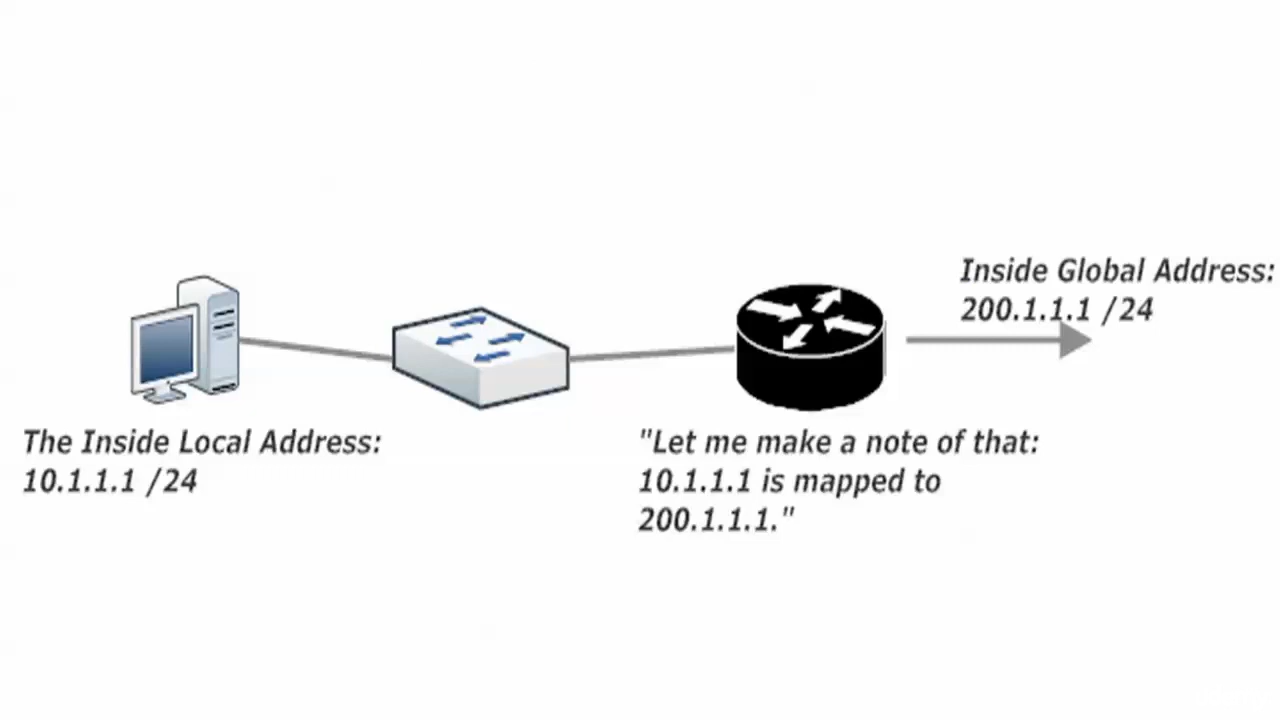 Inside Global Address:
200.1.1.1 /24
The Inside Local Address:
10.1.1.1 /24
"Let me make a note of that:
10.1.1.1 is mapped to
200.1.1.1."